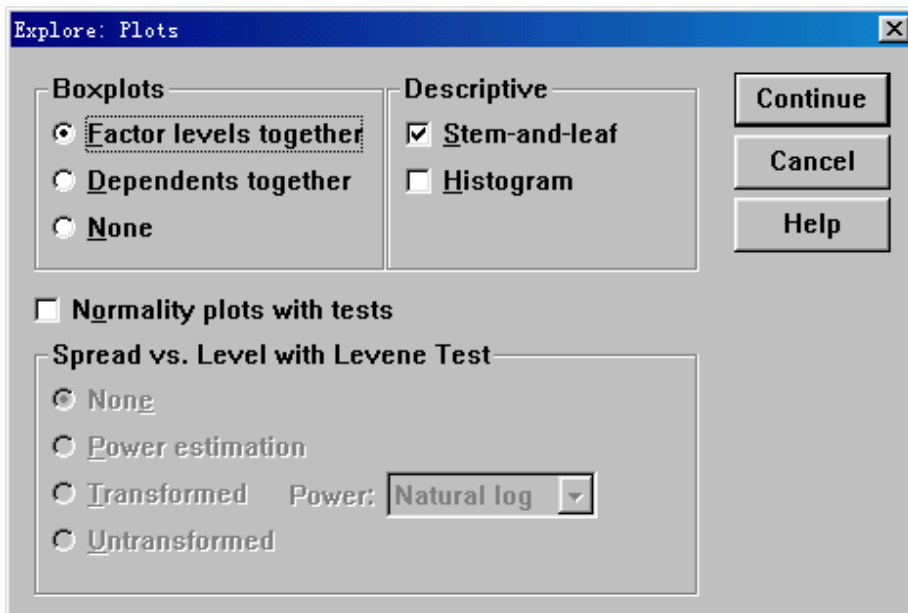 Explore: Plots
Boxplots
Factor levels together
Dependents together
None
Descriptive
Stem-and-leaf
Histogram
Continue
Cancel
Help
Normality plots with tests
Spread vs. Level with Levene Test
None
Power estimation
Transformed Power: Natural log
Untransformed